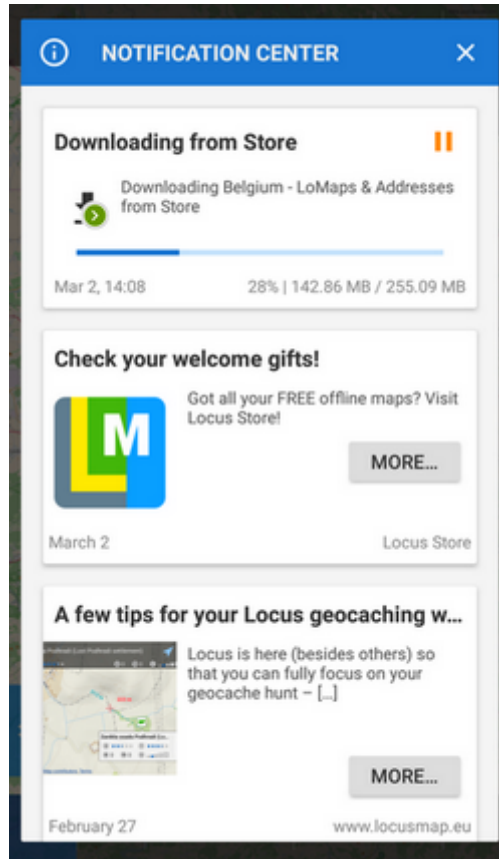 NOTIFICATION CENTER
Downloading from Store
Downloading Belgium - LoMaps & Addresses
from Store
Mar 2, 14:08 28% | 142.86 MB / 255.09 MB
Check your welcome gifts!
LM
Got all your FREE offline maps? Visit
Locus Store!
MORE...
March 2 Locus Store
A few tips for your Locus geocaching w...
Locus is here (besides others) so
that you can fully focus on your
geocache hunt – [...]
MORE...
February 27 www.locusmap.eu